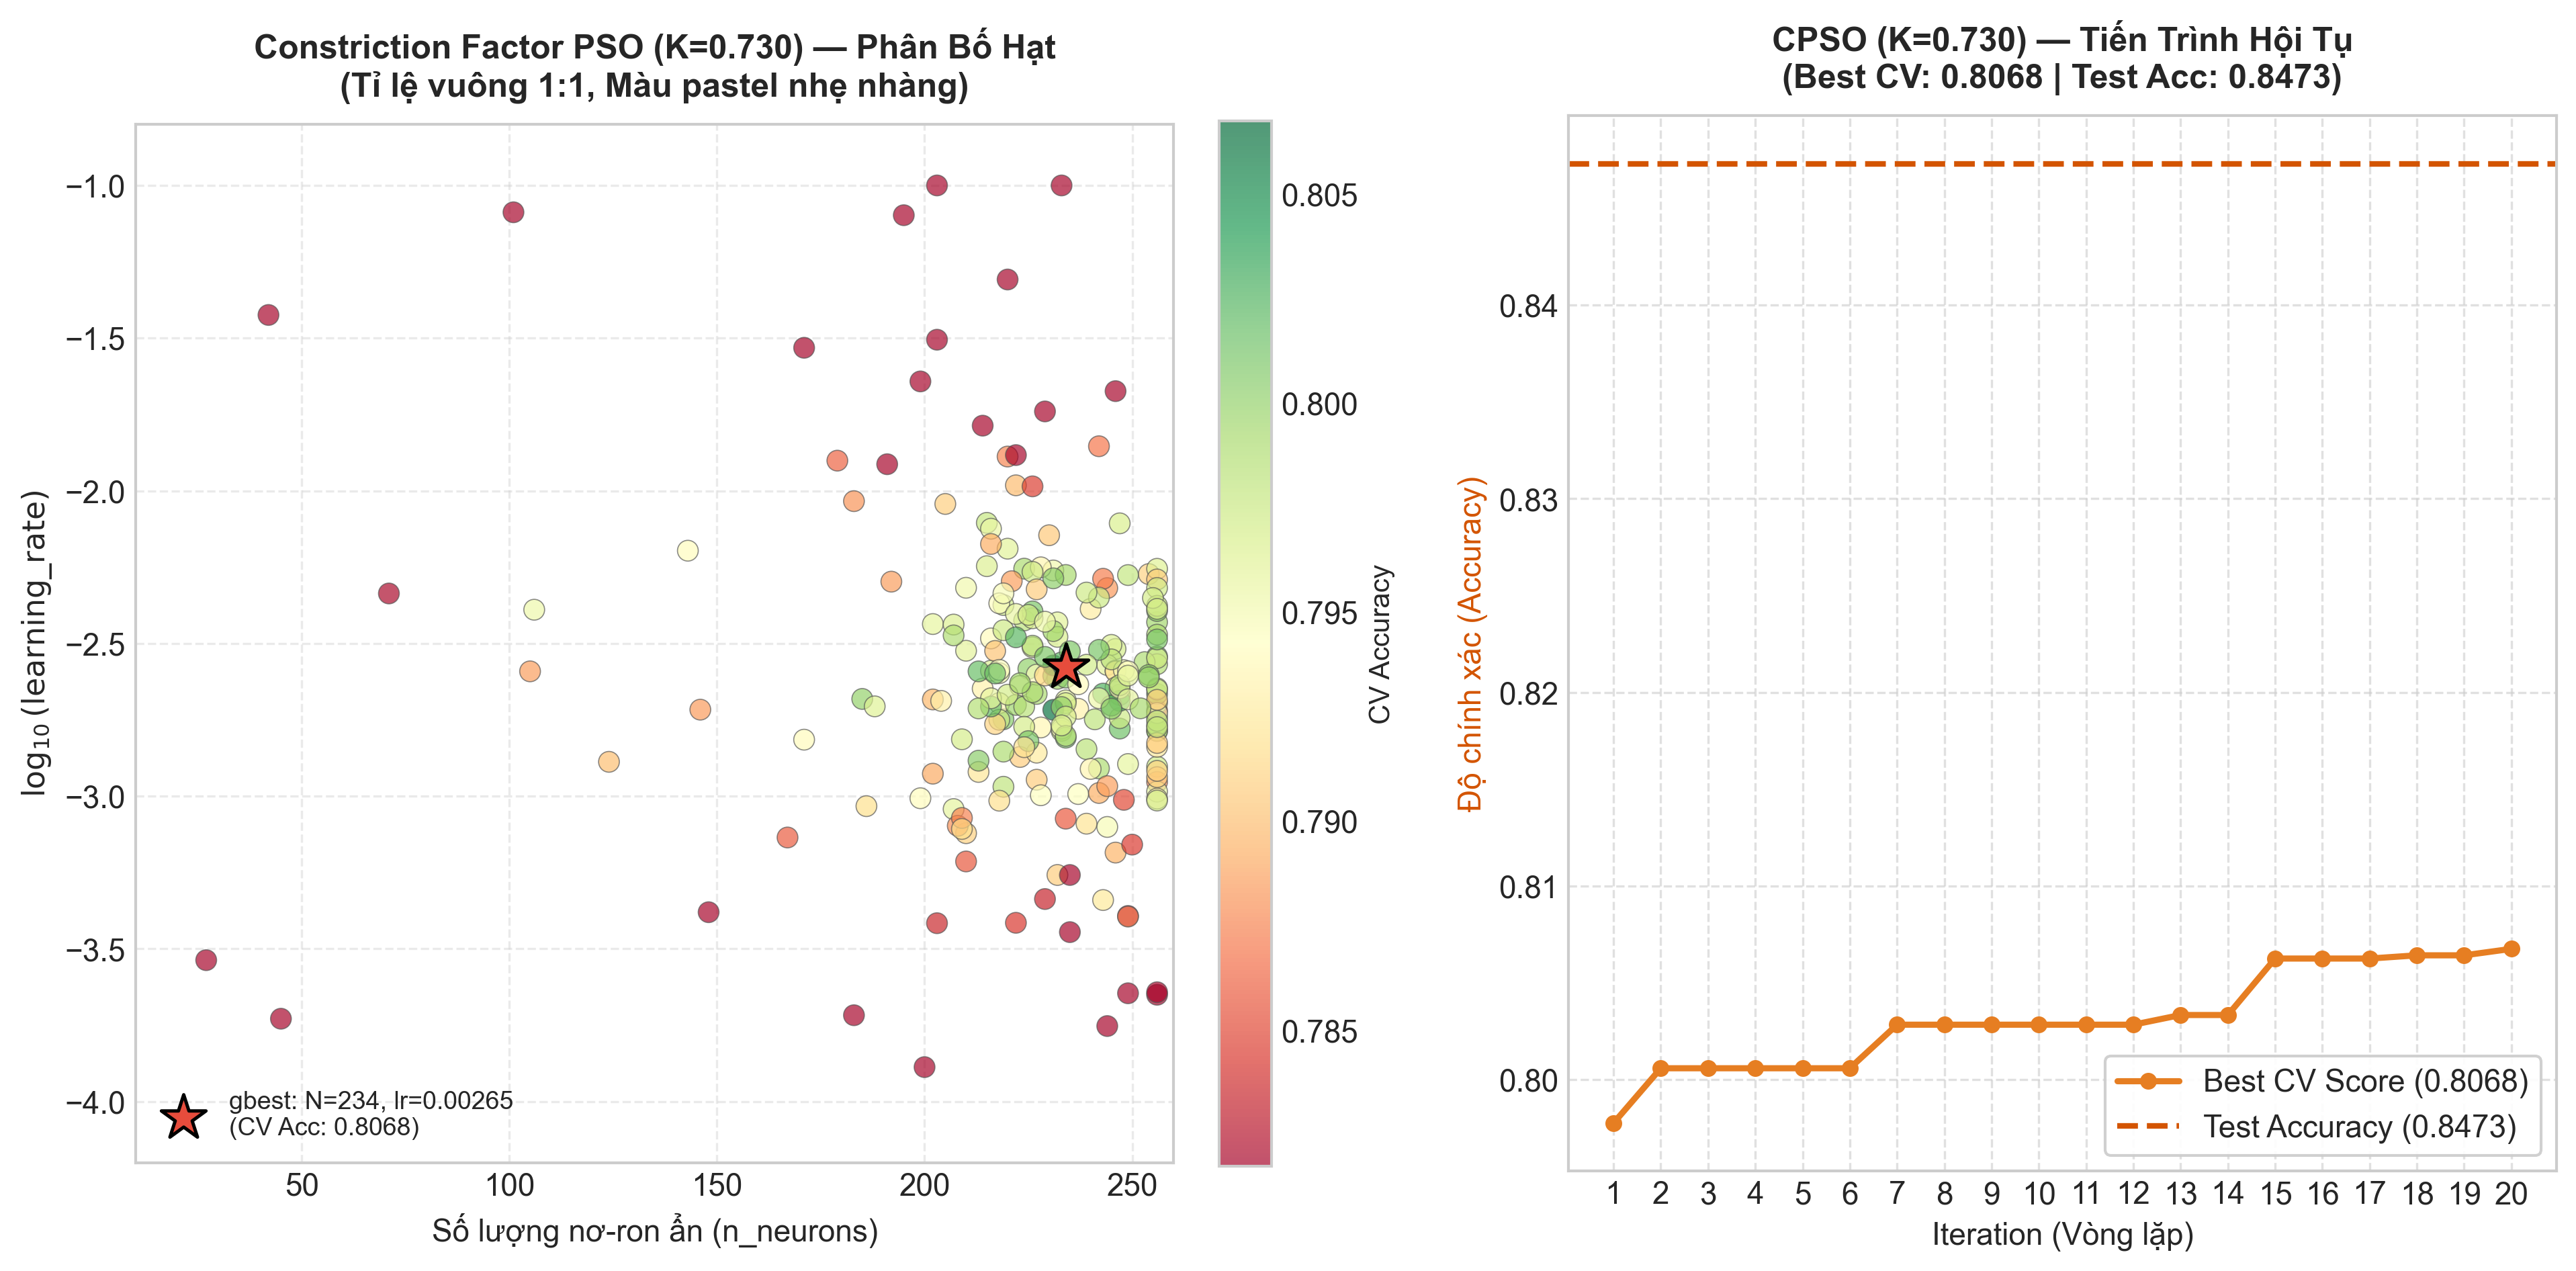 Constriction Factor PSO (K=0.730) — Phân Bố Hạt
(Tỉ lệ vuông 1:1, Màu pastel nhẹ nhàng)
−1.0
−1.5
−2.0
−2.5
−3.0
−3.5
−4.0
log₁₀(learning_rate)
gbest: N=234, lr=0.00265
(CV Acc: 0.8068)
50
100
150
200
250
Số lượng nơ-ron ẩn (n_neurons)
0.805
0.800
0.795
0.790
0.785
CV Accuracy
CPSO (K=0.730) — Tiến Trình Hội Tụ
(Best CV: 0.8068 | Test Acc: 0.8473)
0.84
0.83
0.82
0.81
0.80
Độ chính xác (Accuracy)
Best CV Score (0.8068)
Test Accuracy (0.8473)
1 2 3 4 5 6 7 8 9 10 11 12 13 14 15 16 17 18 19 20
Iteration (Vòng lặp)